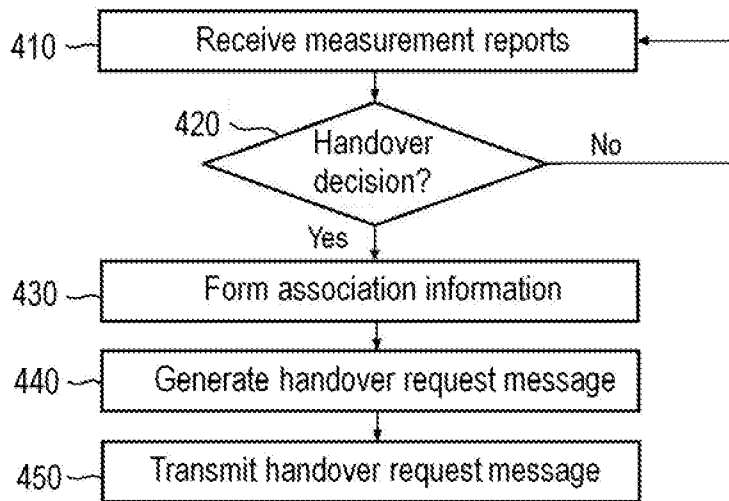 410
Receive measurement reports
420
Handover
decision?
No
Yes
430
Form association information
440
Generate handover request message
450
Transmit handover request message